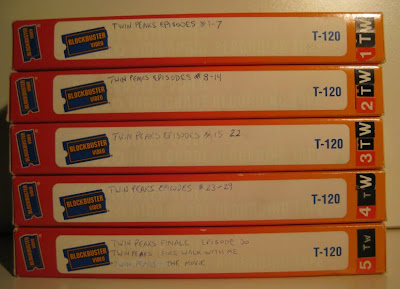 TWIN PEAKS EPISODES #1-7
BLOCKBUSTER VIDEO
T-120
1 TW
TWIN PEAKS EPISODES #8-14
BLOCKBUSTER VIDEO
T-120
2 TW
TWIN PEAKS EPISODES #15 22
BLOCKBUSTER VIDEO
T-120
3 TW
TWIN PEAKS EPISODES #23-29
BLOCKBUSTER VIDEO
T-120
4 TW
TWIN PEAKS FINALE EPISODE 30
TWIN PEAKS: FIRE WALK WITH ME
TWIN PEAKS THE MOVIE
BLOCKBUSTER VIDEO
T-120
5 TW